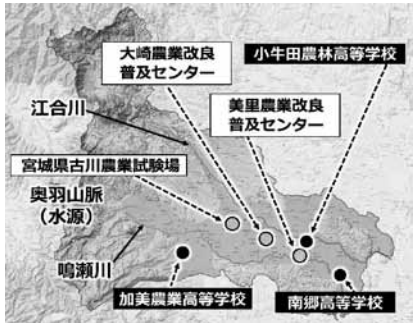 大崎農業改良
普及センター
小牛田農林高等学校
江合川
美里農業改良
普及センター
宮城県古川農業試験場
奥羽山脈
（水源）
鳴瀬川
加美農業高等学校
南郷高等学校